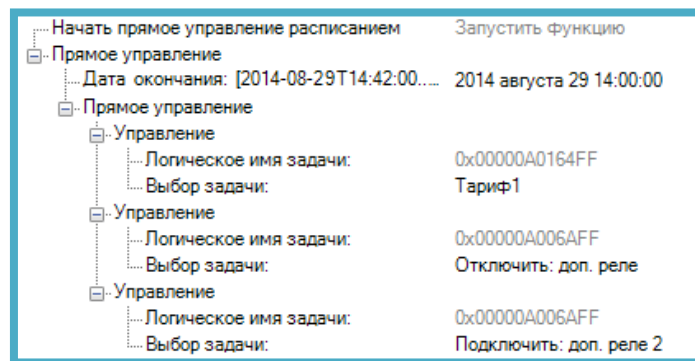 Начать прямое управление расписанием Запустить функцию
Прямое управление
Дата окончания: [2014-08-29T14:42:00..... 2014 августа 29 14:00:00
Прямое управление
Управление
Логическое имя задачи: 0x00000A0164FF
Выбор задачи: Тариф1
Управление
Логическое имя задачи: 0x00000A006AFF
Выбор задачи: Отключить: доп. реле
Управление
Логическое имя задачи: 0x00000A006AFF
Выбор задачи: Подключить: доп. реле 2